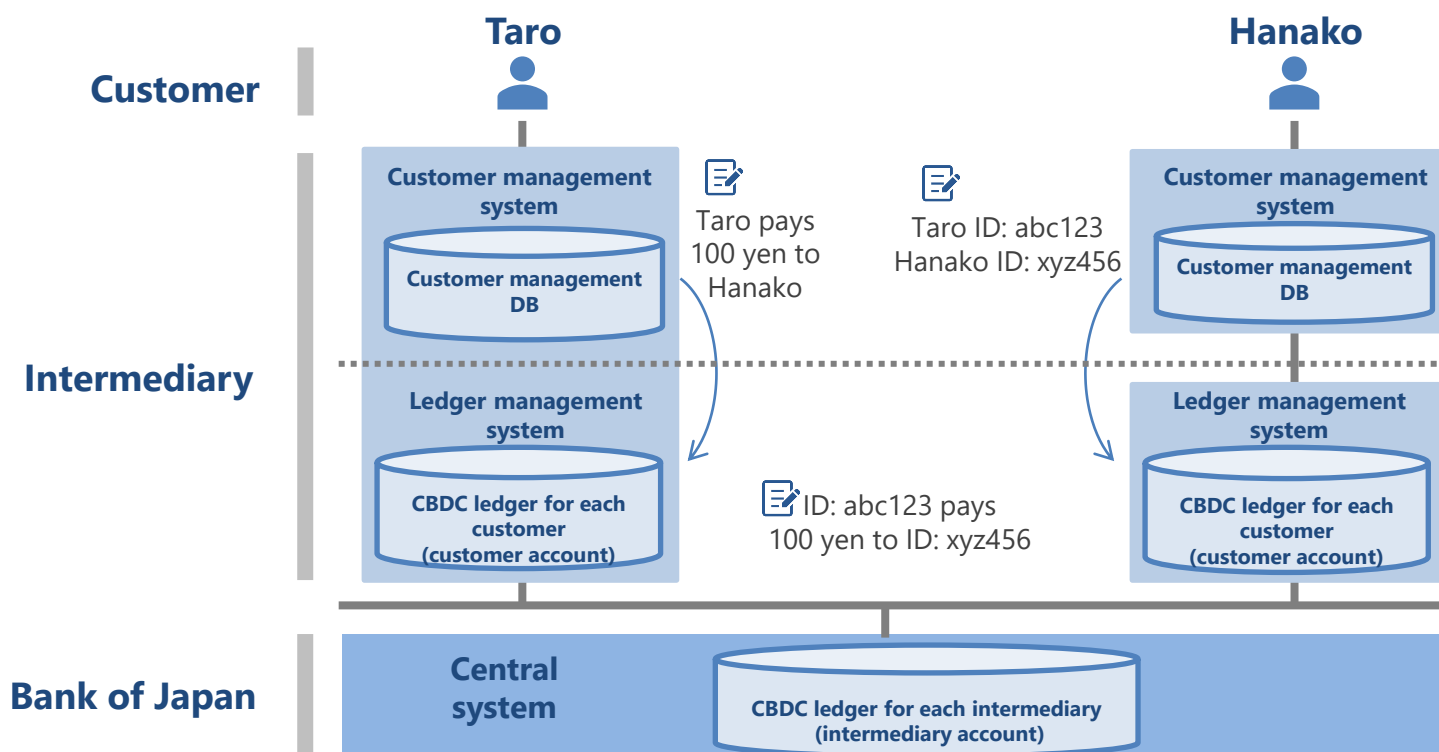 Taro
Hanako
Customer
Customer management
system
Customer management
DB
Taro pays
100 yen to
Hanako
Taro ID: abc123
Hanako ID: xyz456
Customer management
system
Customer management
DB
Intermediary
Ledger management
system
CBDC ledger for each
customer
(customer account)
ID: abc123 pays
100 yen to ID: xyz456
Ledger management
system
CBDC ledger for each
customer
(customer account)
Bank of Japan
Central
system
CBDC ledger for each intermediary
(intermediary account)